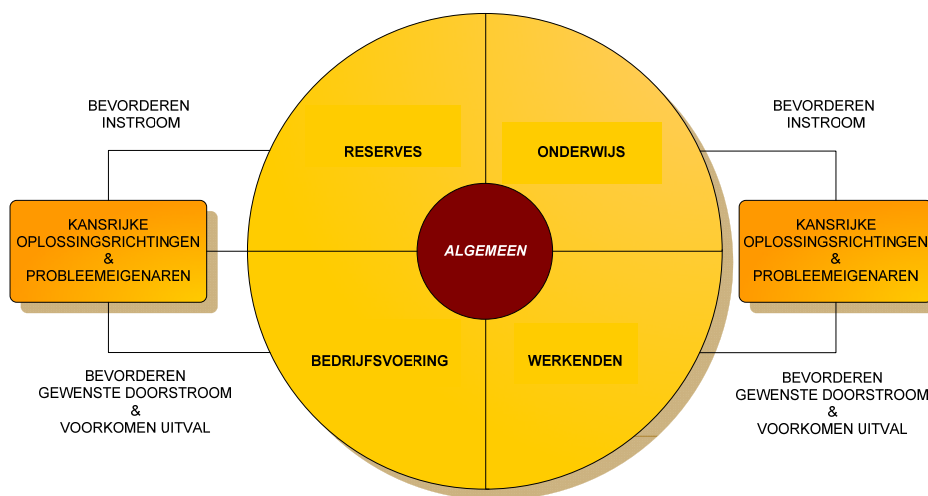 BEVORDEREN
INSTROOM
BEVORDEREN
INSTROOM
RESERVES
ONDERWIJS
KANSRIJKE
OPLOSSINGSRICHTINGEN
&
PROBLEEMEIGENAREN
ALGEMEEN
KANSRIJKE
OPLOSSINGSRICHTINGEN
&
PROBLEEMEIGENAREN
BEDRIJFSVOERING
WERKENDEN
BEVORDEREN
GEWENSTE DOORSTROOM
&
VOORKOMEN UITVAL
BEVORDEREN
GEWENSTE DOORSTROOM
&
VOORKOMEN UITVAL